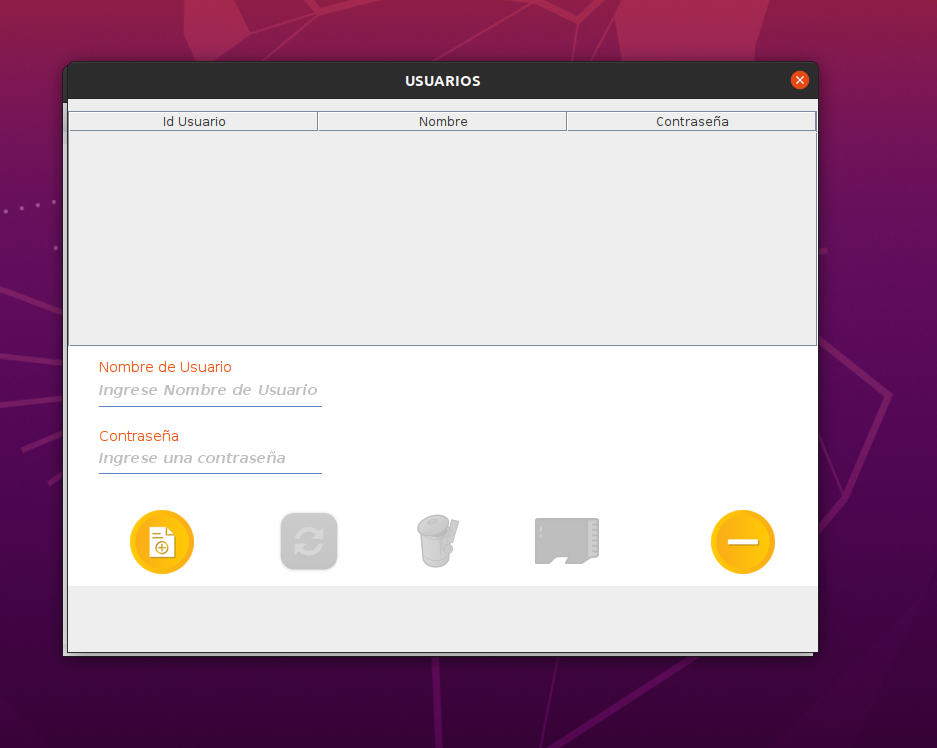 USUARIOS
Id Usuario Nombre Contraseña
Nombre de Usuario
Ingrese Nombre de Usuario
Contraseña
Ingrese una contraseña